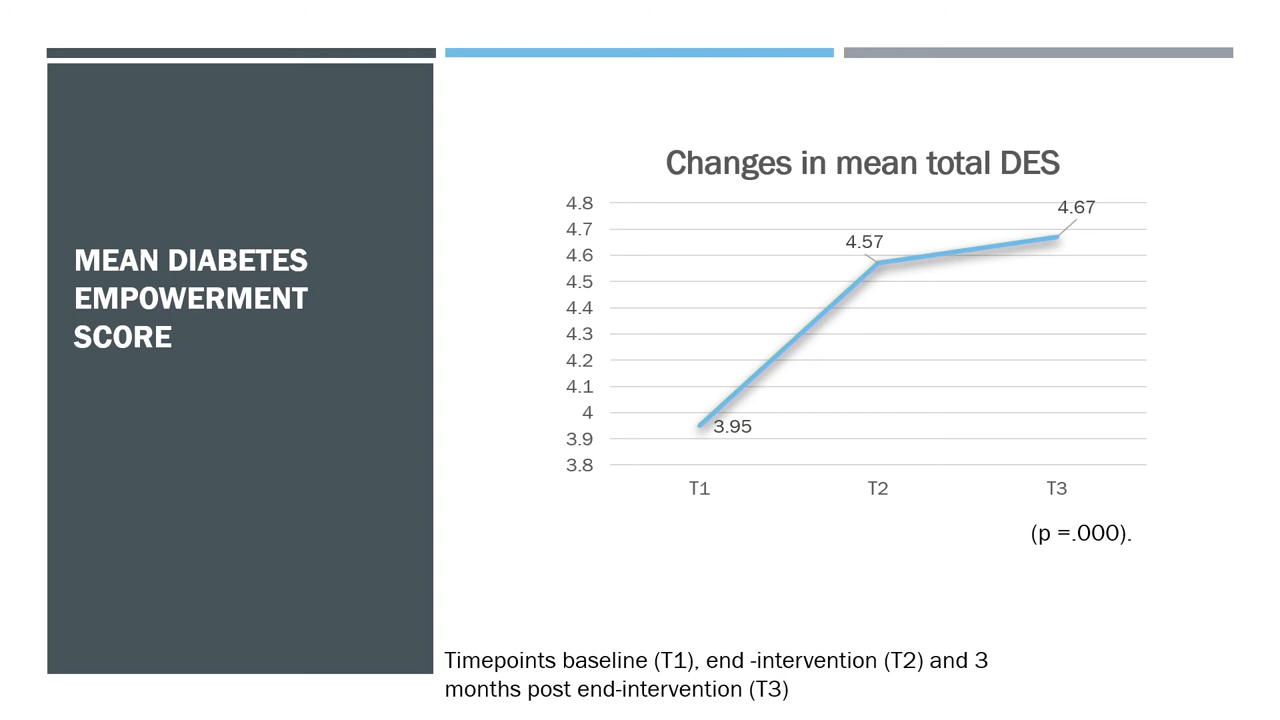 MEAN DIABETES
EMPOWERMENT
SCORE
Changes in mean total DES
4.8
4.7
4.6
4.5
4.4
4.3
4.2
4.1
4
3.9
3.8
3.95
4.57
4.67
T1
T2
T3
(p =.000).
Timepoints baseline (T1), end -intervention (T2) and 3
months post end-intervention (T3)